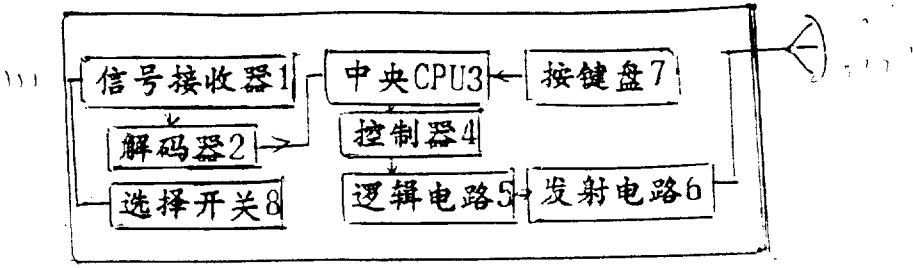 信号接收器1
中央CPU3
按键盘7
解码器2
控制器4
选择开关8
逻辑电路5
发射电路6